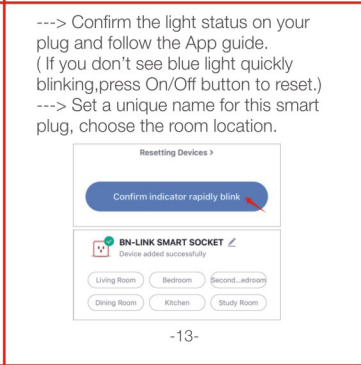 ---> Confirm the light status on your
plug and follow the App guide.
( If you don't see blue light quickly
blinking,press On/Off button to reset.)
---> Set a unique name for this smart
plug, choose the room location.
Resetting Devices >
Confirm indicator rapidly blink
BN-LINK SMART SOCKET
Device added successfully
Living Room Bedroom Second...edroom
Dining Room Kitchen Study Room
-13-